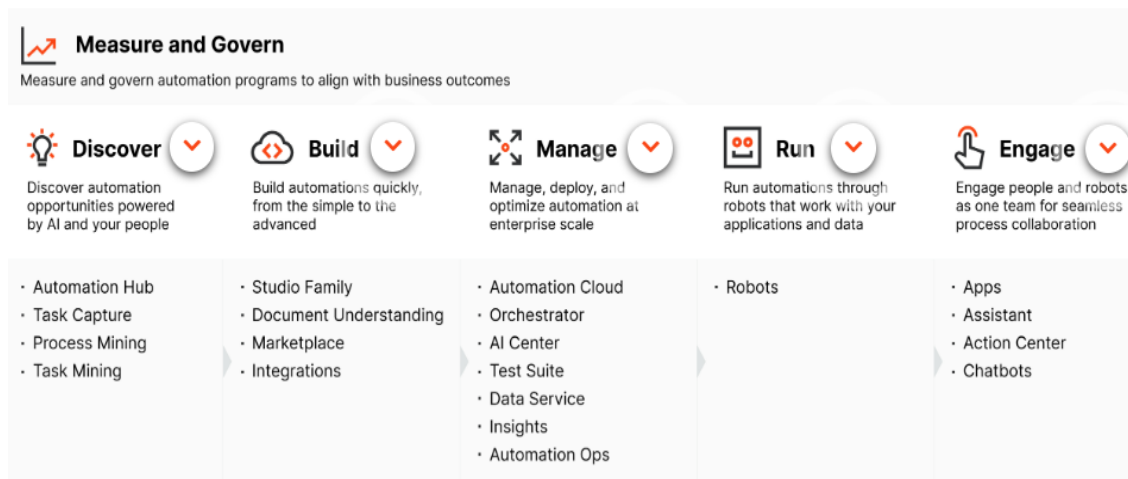 Measure and Govern
Measure and govern automation programs to align with business outcomes
Discover
Discover automation
opportunities powered
by AI and your people
Build
Build automations quickly,
from the simple to the
advanced
Manage
Manage, deploy, and
optimize automation at
enterprise scale
Run
Run automations through
robots that work with your
applications and data
Engage
Engage people and robots
as one team for seamless
process collaboration
· Automation Hub
· Task Capture
· Process Mining
· Task Mining
· Studio Family
· Document Understanding
· Marketplace
· Integrations
· Automation Cloud
· Orchestrator
· AI Center
· Test Suite
· Data Service
· Insights
· Automation Ops
· Robots
· Apps
· Assistant
· Action Center
· Chatbots